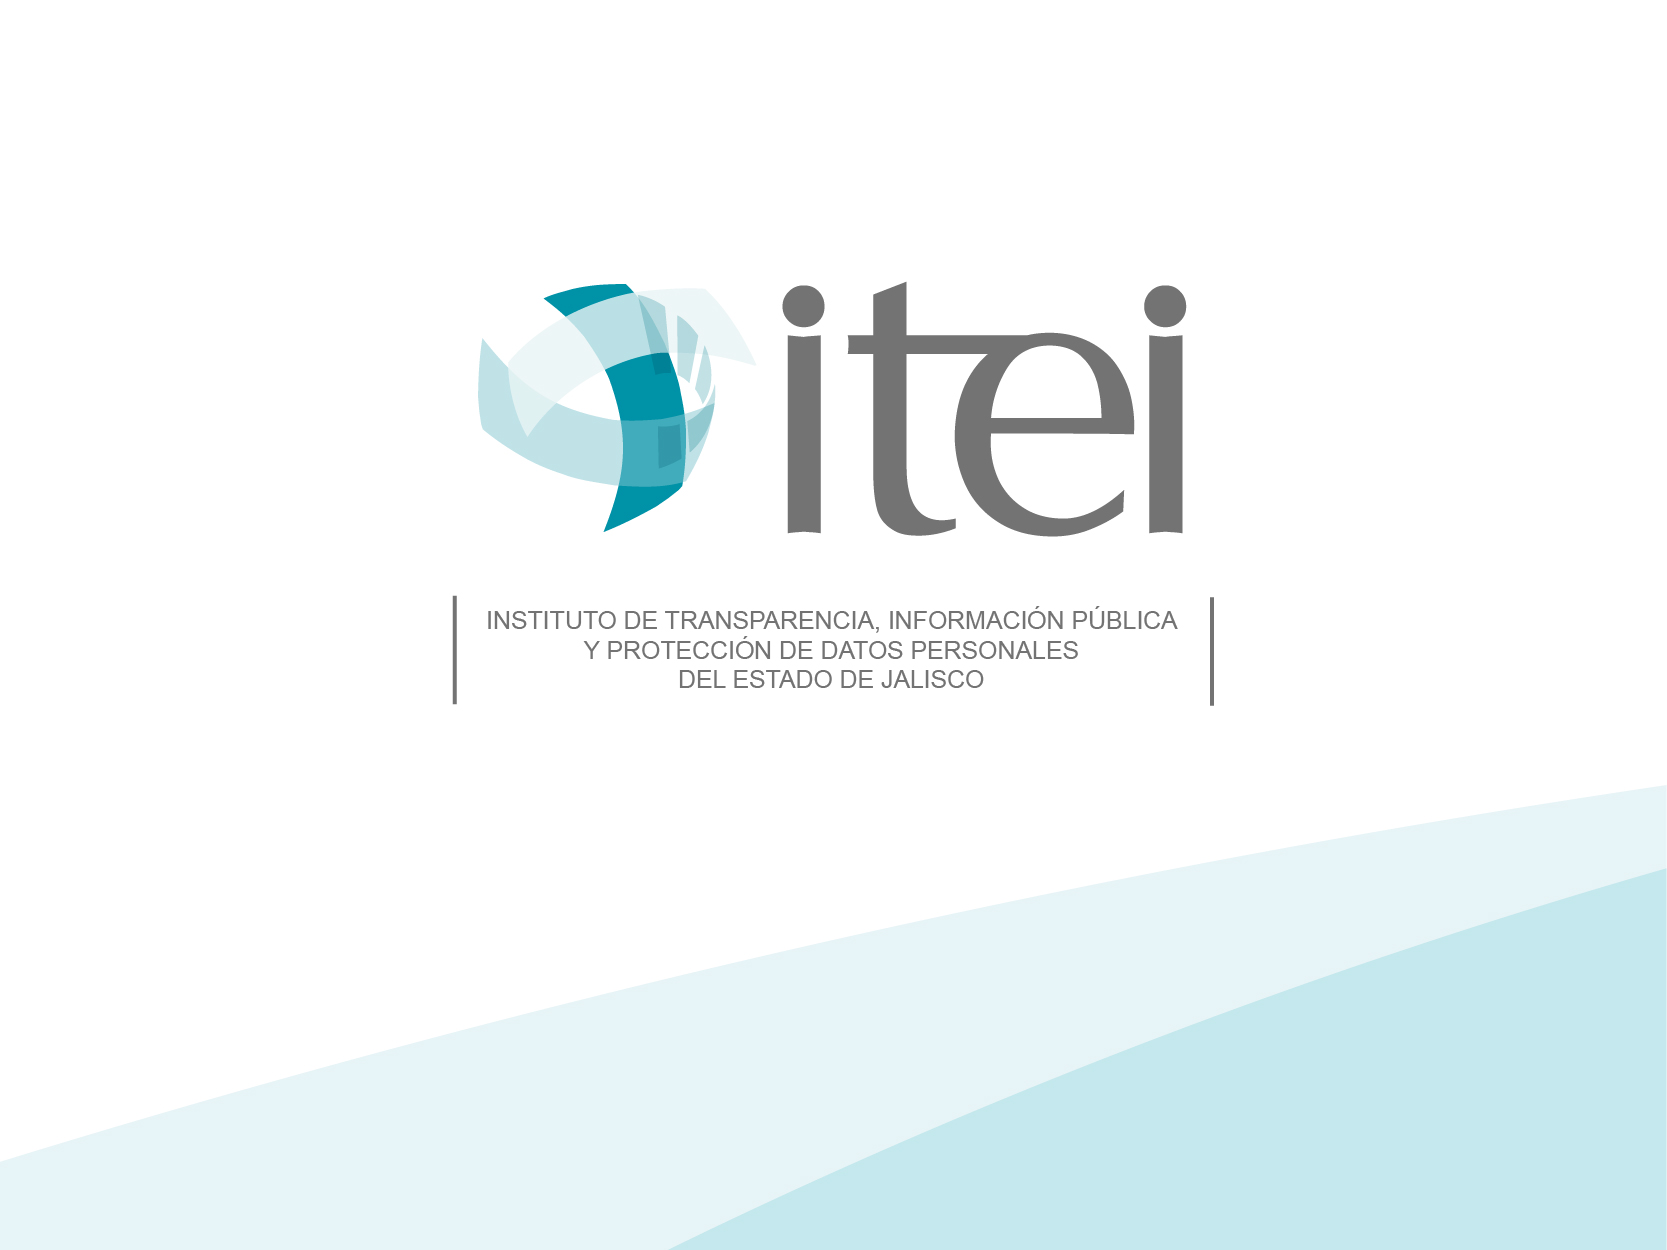 itei
INSTITUTO DE TRANSPARENCIA, INFORMACIÓN PÚBLICA
Y PROTECCIÓN DE DATOS PERSONALES
DEL ESTADO DE JALISCO